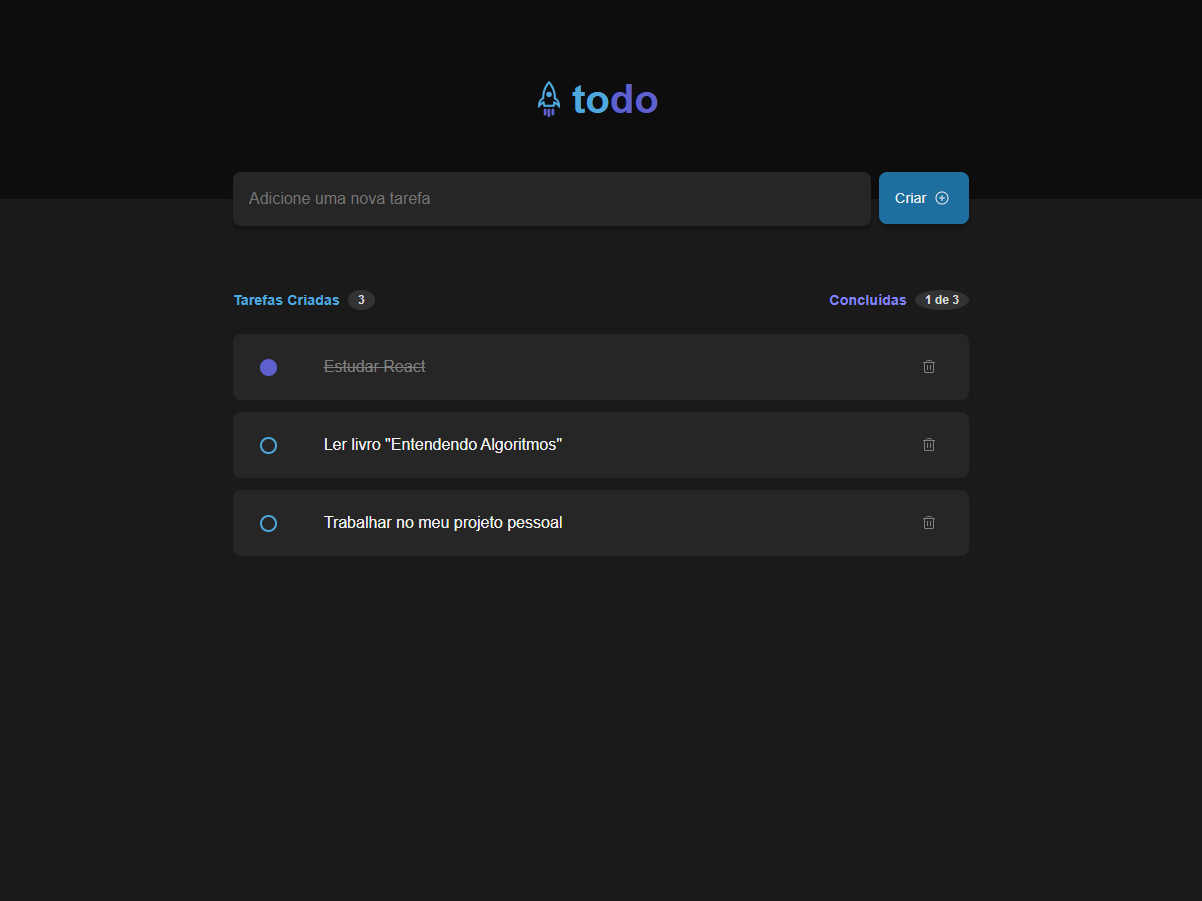 todo
Adicione uma nova tarefa
Criar
Tarefas Criadas 3
Concluídas 1 de 3
Estudar React
Ler livro "Entendendo Algoritmos"
Trabalhar no meu projeto pessoal